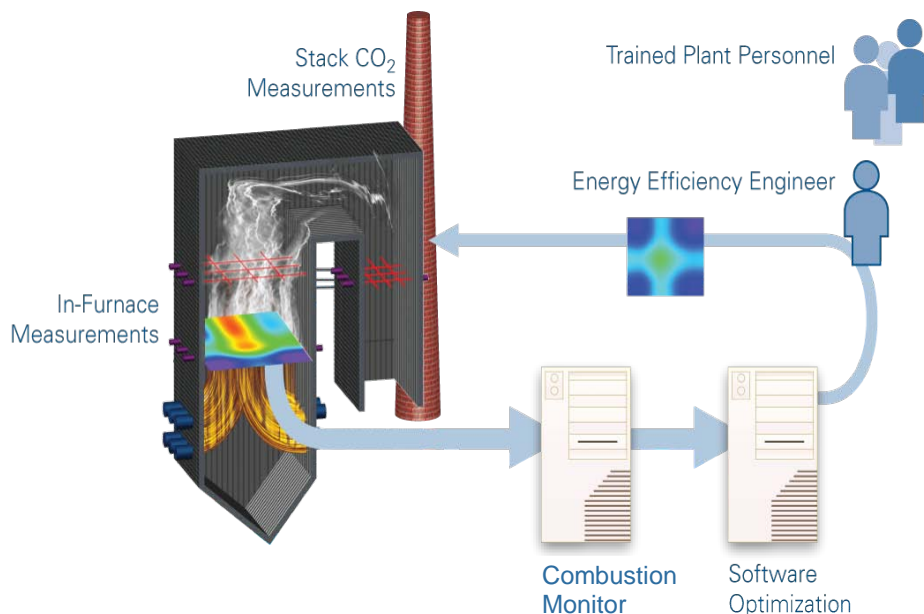 Stack CO₂
Measurements
Trained Plant Personnel
Energy Efficiency Engineer
In-Furnace
Measurements
Combustion
Monitor
Software
Optimization